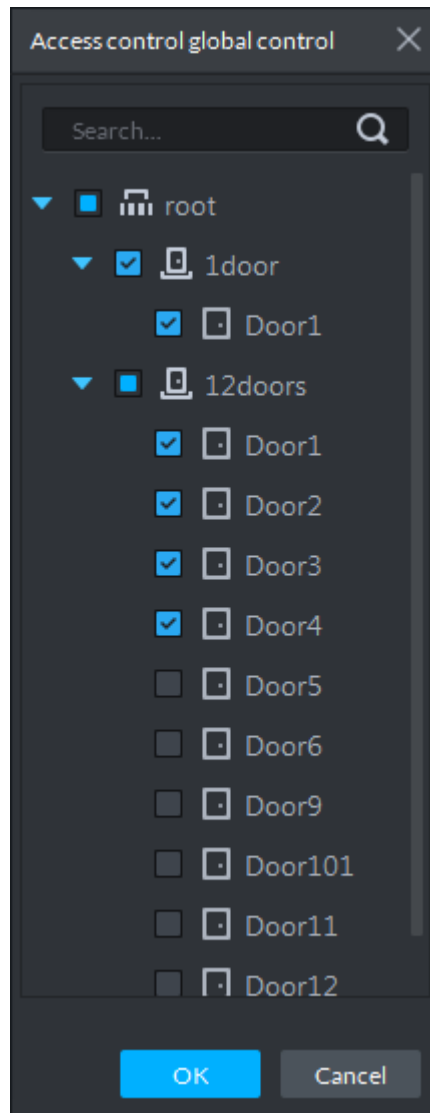 Access control global control
Search...
root
1door
Door1
12doors
Door1
Door2
Door3
Door4
Door5
Door6
Door9
Door101
Door11
Door12
OK Cancel